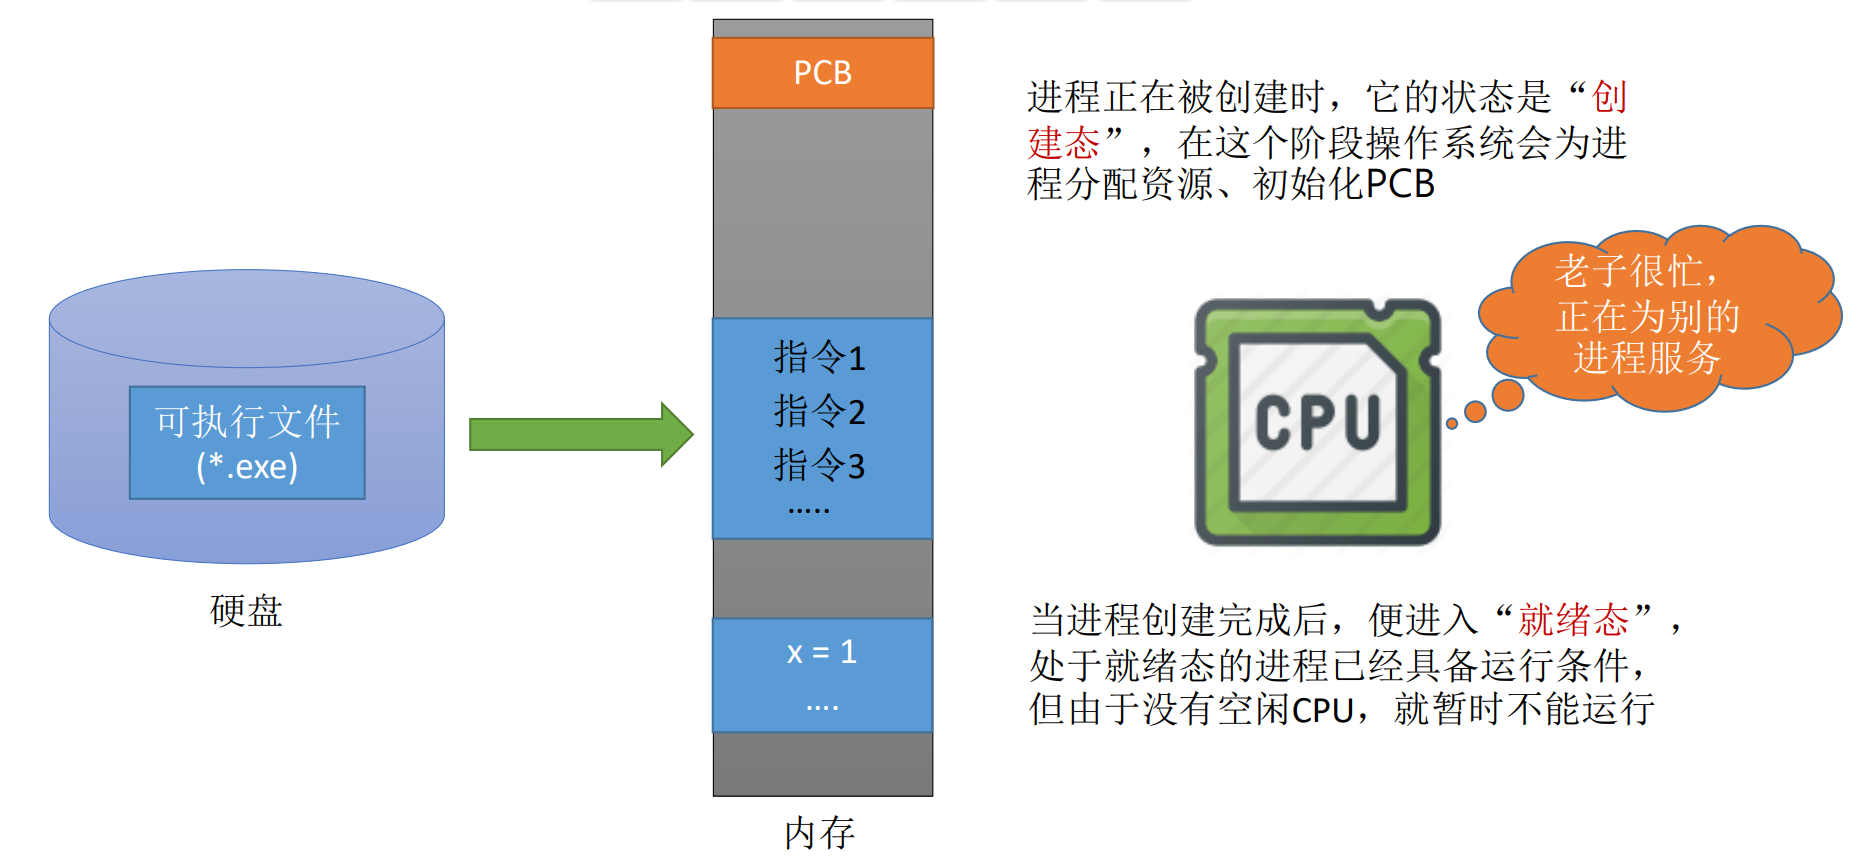 PCB
进程正在被创建时，它的状态是“创
建态”，在这个阶段操作系统会为进
程分配资源、初始化PCB
老子很忙，
正在为别的
进程服务
可执行文件
(*.exe)
硬盘
指令1
指令2
指令3
.....
CPU
x = 1
....
内存
当进程创建完成后，便进入“就绪态”，
处于就绪态的进程已经具备运行条件，
但由于没有空闲CPU，就暂时不能运行